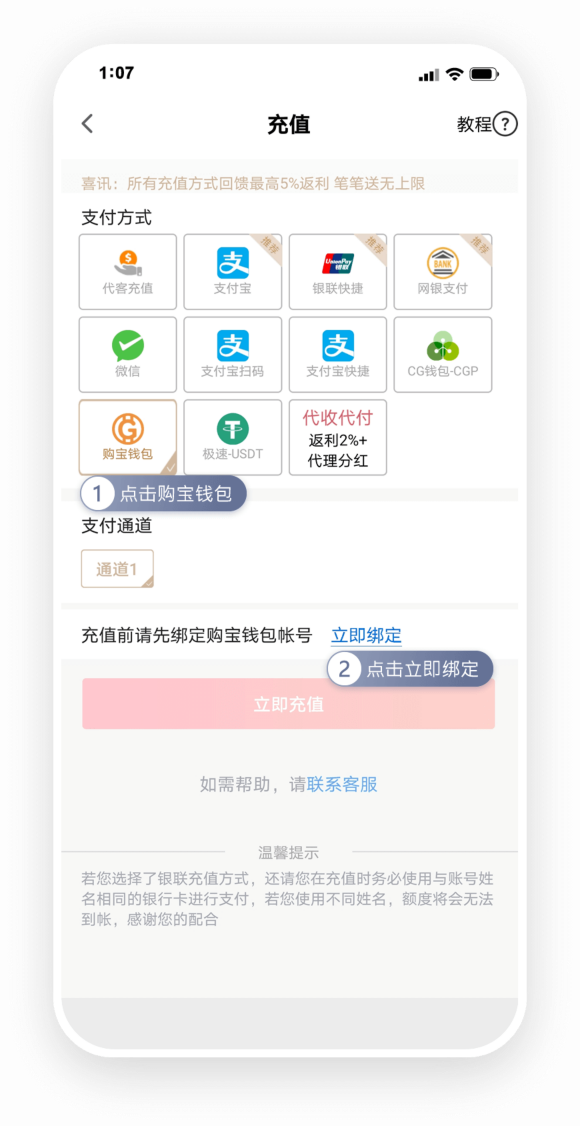 1:07
充值
教程?
喜讯：所有充值方式回馈最高5%返利 笔笔送无上限
支付方式
代客充值
推荐
支付宝
推荐
UnionPay
银联
银联快捷
推荐
BANK
网银支付
微信
支
支付宝扫码
支
支付宝快捷
CG钱包-CGP
购宝钱包
极速-USDT
代收代付
返利2%+
代理分红
1 点击购宝钱包
支付通道
通道1
充值前请先绑定购宝钱包帐号 立即绑定
2 点击立即绑定
立即充值
如需帮助，请联系客服
温馨提示
若您选择了银联充值方式，还请您在充值时务必使用与账号姓
名相同的银行卡进行支付，若您使用不同姓名，额度将会无法
到帐，感谢您的配合